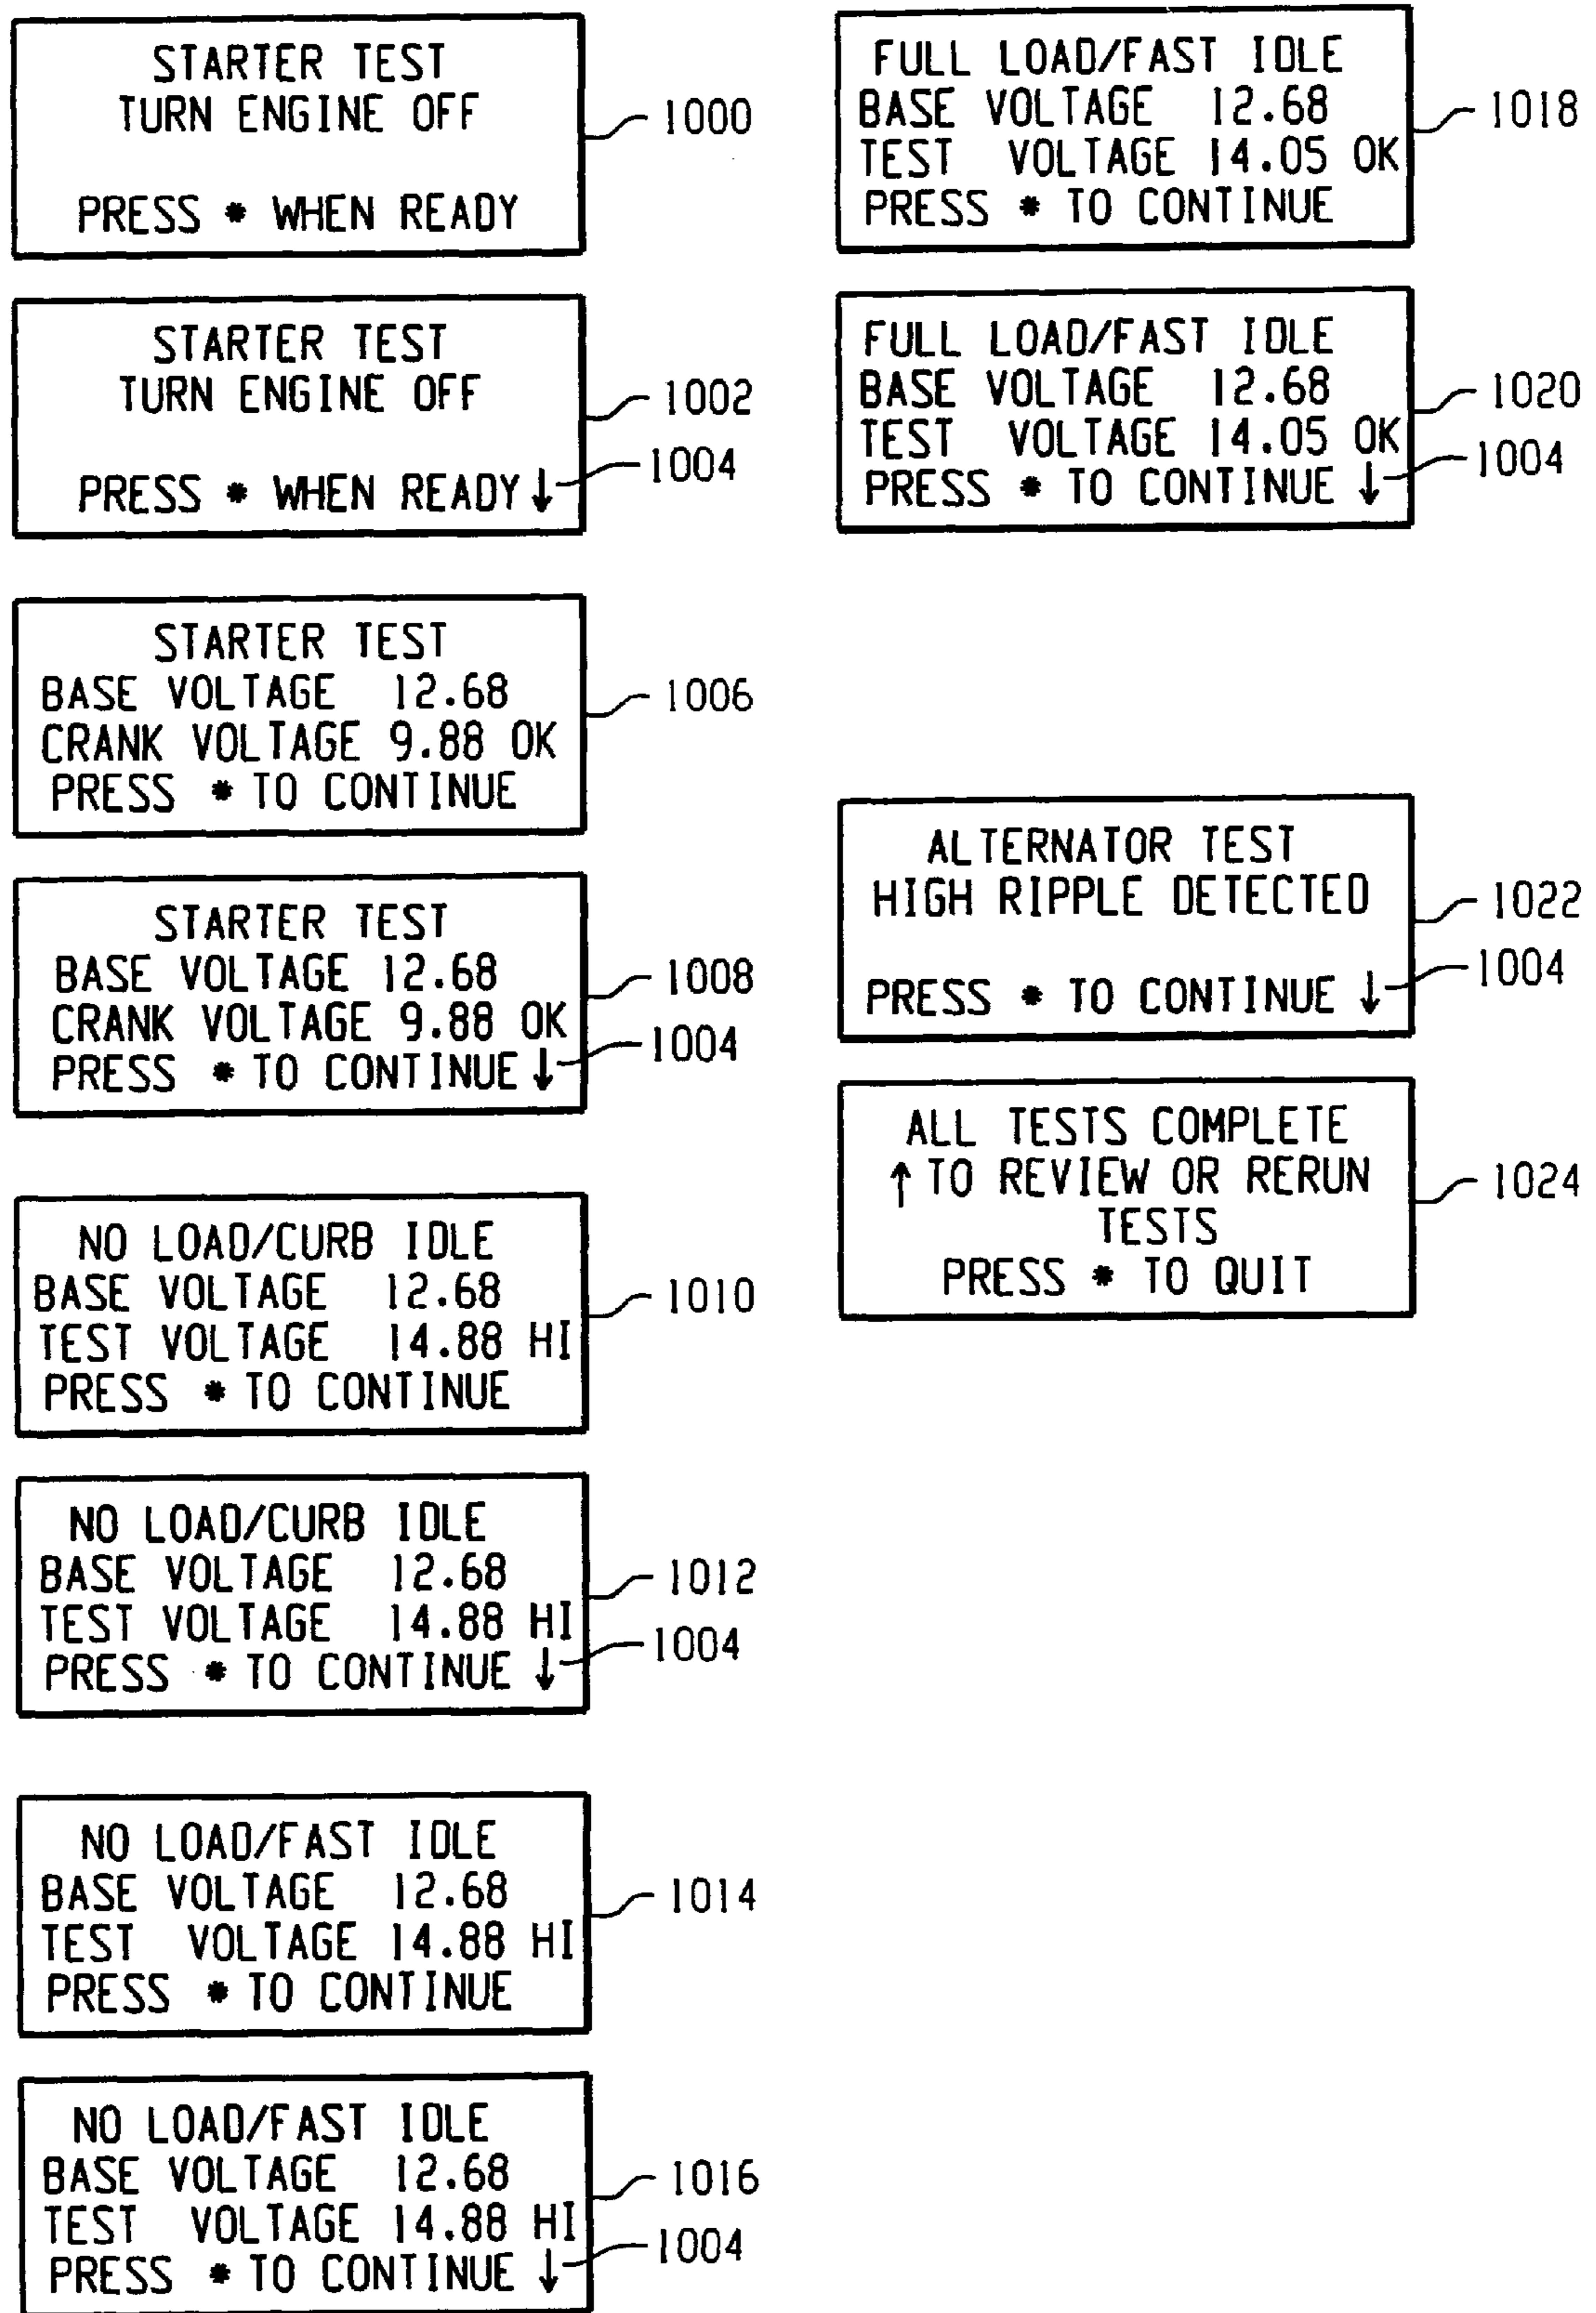 STARTER TEST
TURN ENGINE OFF
PRESS * WHEN READY
1000
STARTER TEST
TURN ENGINE OFF
PRESS * WHEN READY ↓
1002
1004
STARTER TEST
BASE VOLTAGE 12.68
CRANK VOLTAGE 9.88 OK
PRESS * TO CONTINUE
1006
STARTER TEST
BASE VOLTAGE 12.68
CRANK VOLTAGE 9.88 OK
PRESS * TO CONTINUE ↓
1008
1004
NO LOAD/CURB IDLE
BASE VOLTAGE 12.68
TEST VOLTAGE 14.88 HI
PRESS * TO CONTINUE
1010
NO LOAD/CURB IDLE
BASE VOLTAGE 12.68
TEST VOLTAGE 14.88 HI
PRESS * TO CONTINUE ↓
1012
1004
NO LOAD/FAST IDLE
BASE VOLTAGE 12.68
TEST VOLTAGE 14.88 HI
PRESS * TO CONTINUE
1014
NO LOAD/FAST IDLE
BASE VOLTAGE 12.68
TEST VOLTAGE 14.88 HI
PRESS * TO CONTINUE ↓
1016
1004
FULL LOAD/FAST IDLE
BASE VOLTAGE 12.68
TEST VOLTAGE 14.05 OK
PRESS * TO CONTINUE
1018
FULL LOAD/FAST IDLE
BASE VOLTAGE 12.68
TEST VOLTAGE 14.05 OK
PRESS * TO CONTINUE ↓
1020
1004
ALTERNATOR TEST
HIGH RIPPLE DETECTED
PRESS * TO CONTINUE ↓
1022
1004
ALL TESTS COMPLETE
↑ TO REVIEW OR RERUN
TESTS
PRESS * TO QUIT
1024